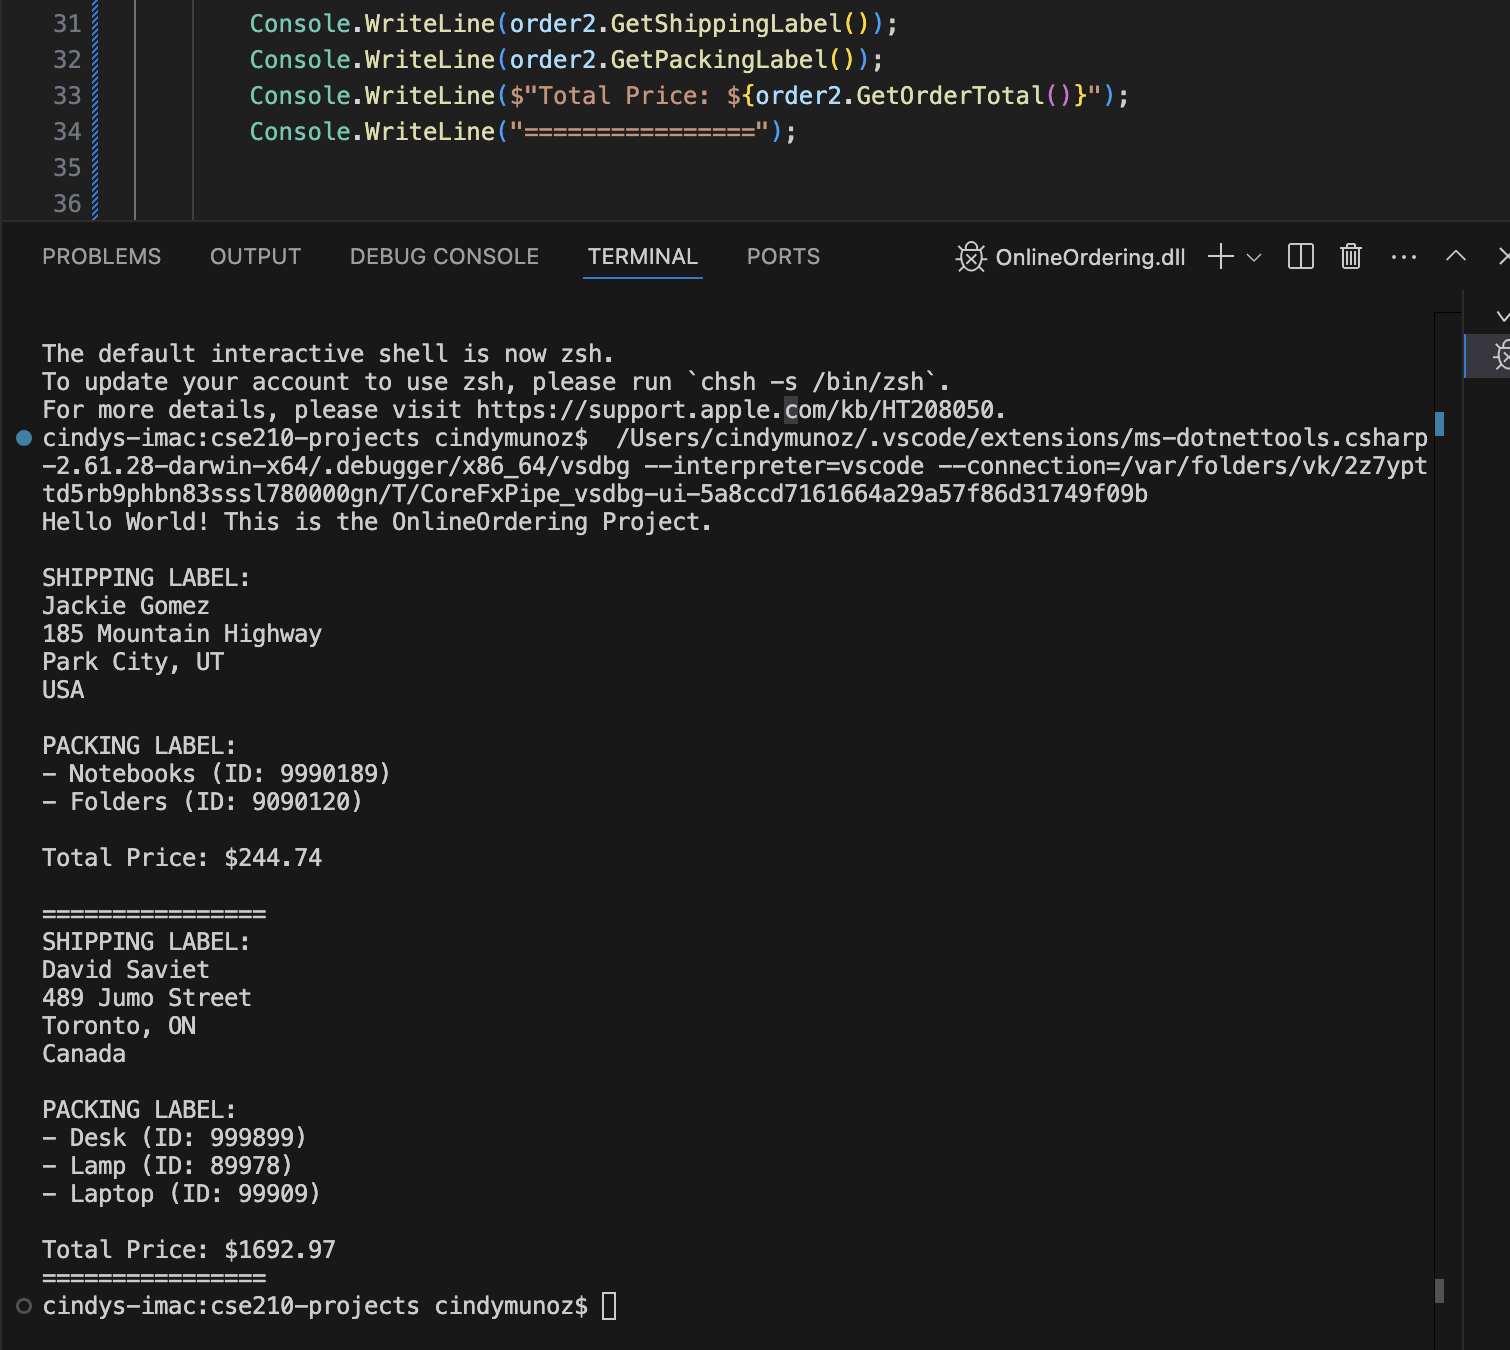 31 Console.WriteLine(order2.GetShippingLabel());
32 Console.WriteLine(order2.GetPackingLabel());
33 Console.WriteLine($"Total Price: ${order2.GetOrderTotal()}");
34 Console.WriteLine("================");
35
36
PROBLEMS OUTPUT DEBUG CONSOLE TERMINAL PORTS OnlineOrdering.dll
The default interactive shell is now zsh.
To update your account to use zsh, please run `chsh -s /bin/zsh`.
For more details, please visit https://support.apple.com/kb/HT208050.
cindys-imac:cse210-projects cindymunoz$  /Users/cindymunoz/.vscode/extensions/ms-dotnettools.csharp
-2.61.28-darwin-x64/.debugger/x86_64/vsdbg --interpreter=vscode --connection=/var/folders/vk/2z7ypt
td5rb9phbn83sssl780000gn/T/CoreFxPipe_vsdbg-ui-5a8ccd7161664a29a57f86d31749f09b
Hello World! This is the OnlineOrdering Project.
SHIPPING LABEL:
Jackie Gomez
185 Mountain Highway
Park City, UT
USA
PACKING LABEL:
- Notebooks (ID: 9990189)
- Folders (ID: 9090120)
Total Price: $244.74
================
SHIPPING LABEL:
David Saviet
489 Jumo Street
Toronto, ON
Canada
PACKING LABEL:
- Desk (ID: 999899)
- Lamp (ID: 89978)
- Laptop (ID: 99909)
Total Price: $1692.97
================
cindys-imac:cse210-projects cindymunoz$